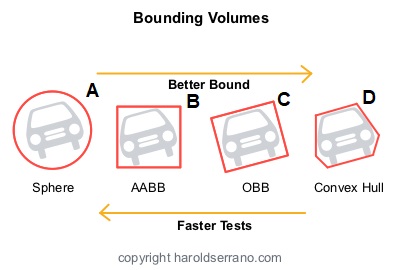 Bounding Volumes
Better Bound
A
B
C
D
Sphere
AABB
OBB
Convex Hull
Faster Tests
copyright haroldserrano.com